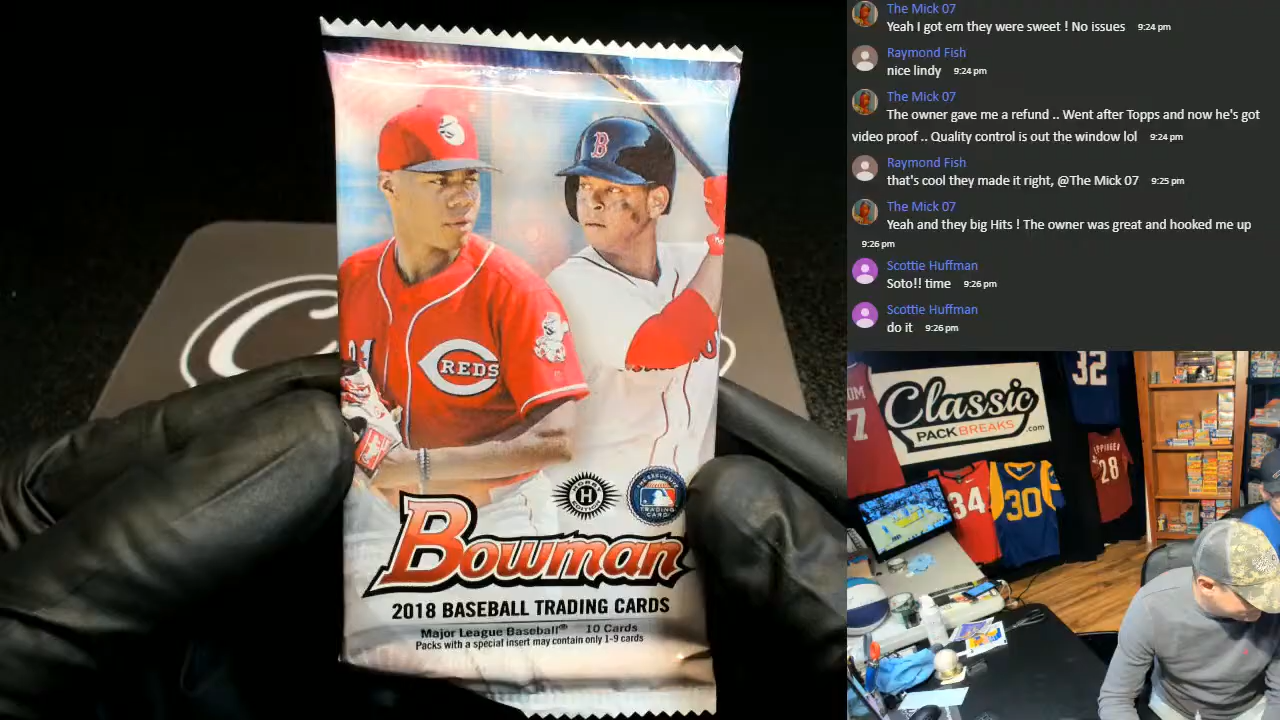 B
REDS
H
Bowman
2018 BASEBALL TRADING CARDS
Major League Baseball® 10 Cards
Packs with a special insert may contain only 1-9 cards
The Mick 07
Yeah I got em they were sweet ! No issues 9:24 pm
Raymond Fish
nice lindy 9:24 pm
The Mick 07
The owner gave me a refund .. Went after Topps and now he's got
video proof .. Quality control is out the window lol 9:24 pm
Raymond Fish
that's cool they made it right, @The Mick 07 9:25 pm
The Mick 07
Yeah and they big Hits ! The owner was great and hooked me up
9:26 pm
Scottie Huffman
Soto!! time 9:26 pm
Scottie Huffman
do it 9:26 pm
Classic
PACKBREAKS.com
32
7
34
30
28